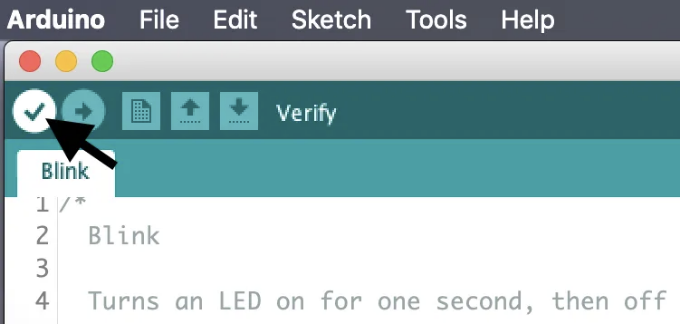 Arduino File Edit Sketch Tools Help
Verify
Blink
1 /*
2 Blink
3
4 Turns an LED on for one second, then off